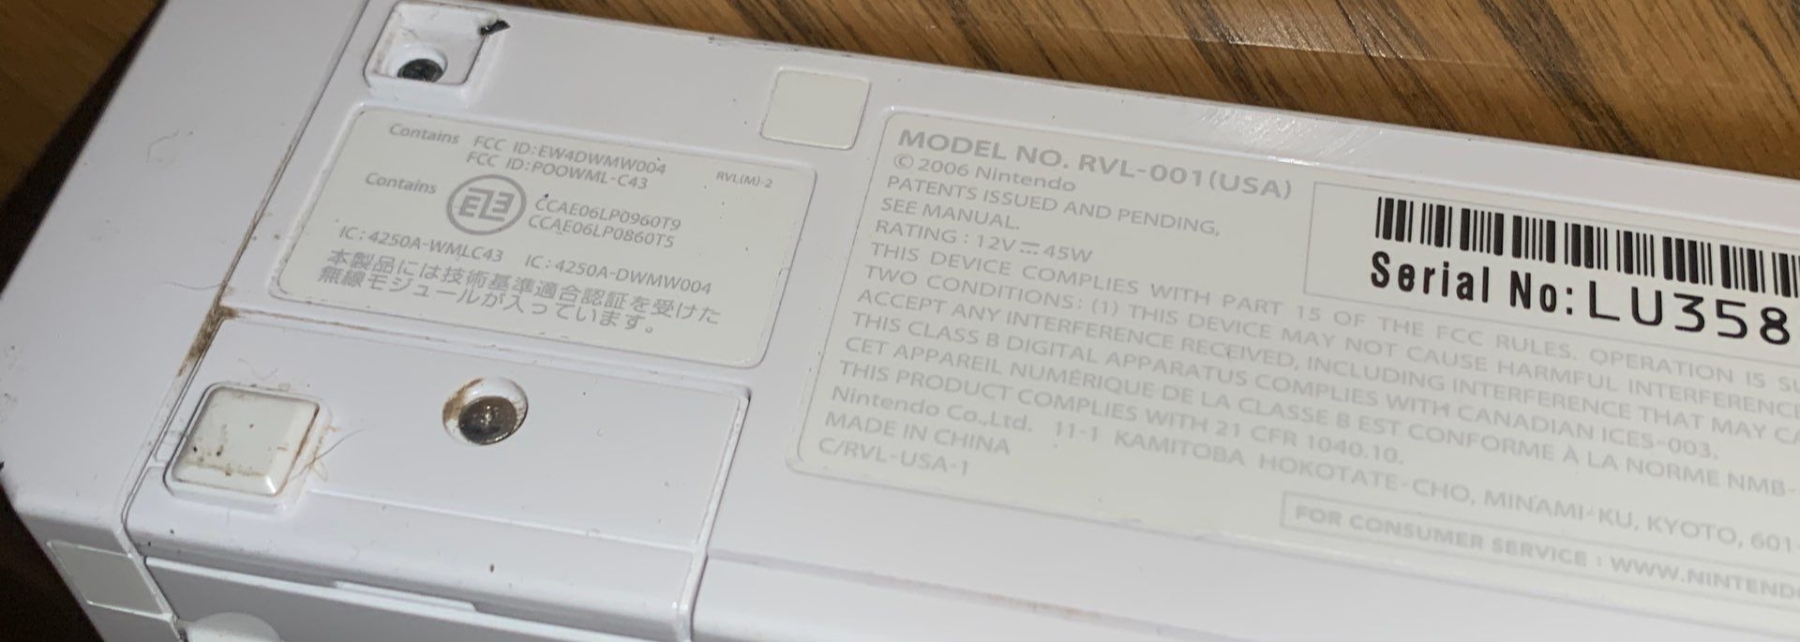 Contains FCC ID:EW4DWMW004
FCC ID:POOWML-C43
RVL(M)-2
Contains
CCAE06LP0960T9
CCAE06LP0860T5
IC:4250A-WMLC43 IC:4250A-DWMW004
本製品には技術基準適合認証を受けた
無線モジュールが入っています。
MODEL NO. RVL-001(USA)
© 2006 Nintendo
PATENTS ISSUED AND PENDING,
SEE MANUAL.
RATING : 12V⎓45W
THIS DEVICE COMPLIES WITH PART 15 OF THE FCC RULES. OPERATION IS SU
TWO CONDITIONS: (1) THIS DEVICE MAY NOT CAUSE HARMFUL INTERFERENCE
ACCEPT ANY INTERFERENCE RECEIVED, INCLUDING INTERFERENCE THAT MAY CA
THIS CLASS B DIGITAL APPARATUS COMPLIES WITH CANADIAN ICES-003.
CET APPAREIL NUMÉRIQUE DE LA CLASSE B EST CONFORME À LA NORME NMB-
THIS PRODUCT COMPLIES WITH 21 CFR 1040.10.
Nintendo Co.,Ltd. 11-1 KAMITOBA HOKOTATE-CHO, MINAMI-KU, KYOTO, 601-
MADE IN CHINA
C/RVL-USA-1
Serial No:LU358
FOR CONSUMER SERVICE : WWW.NINTENDO